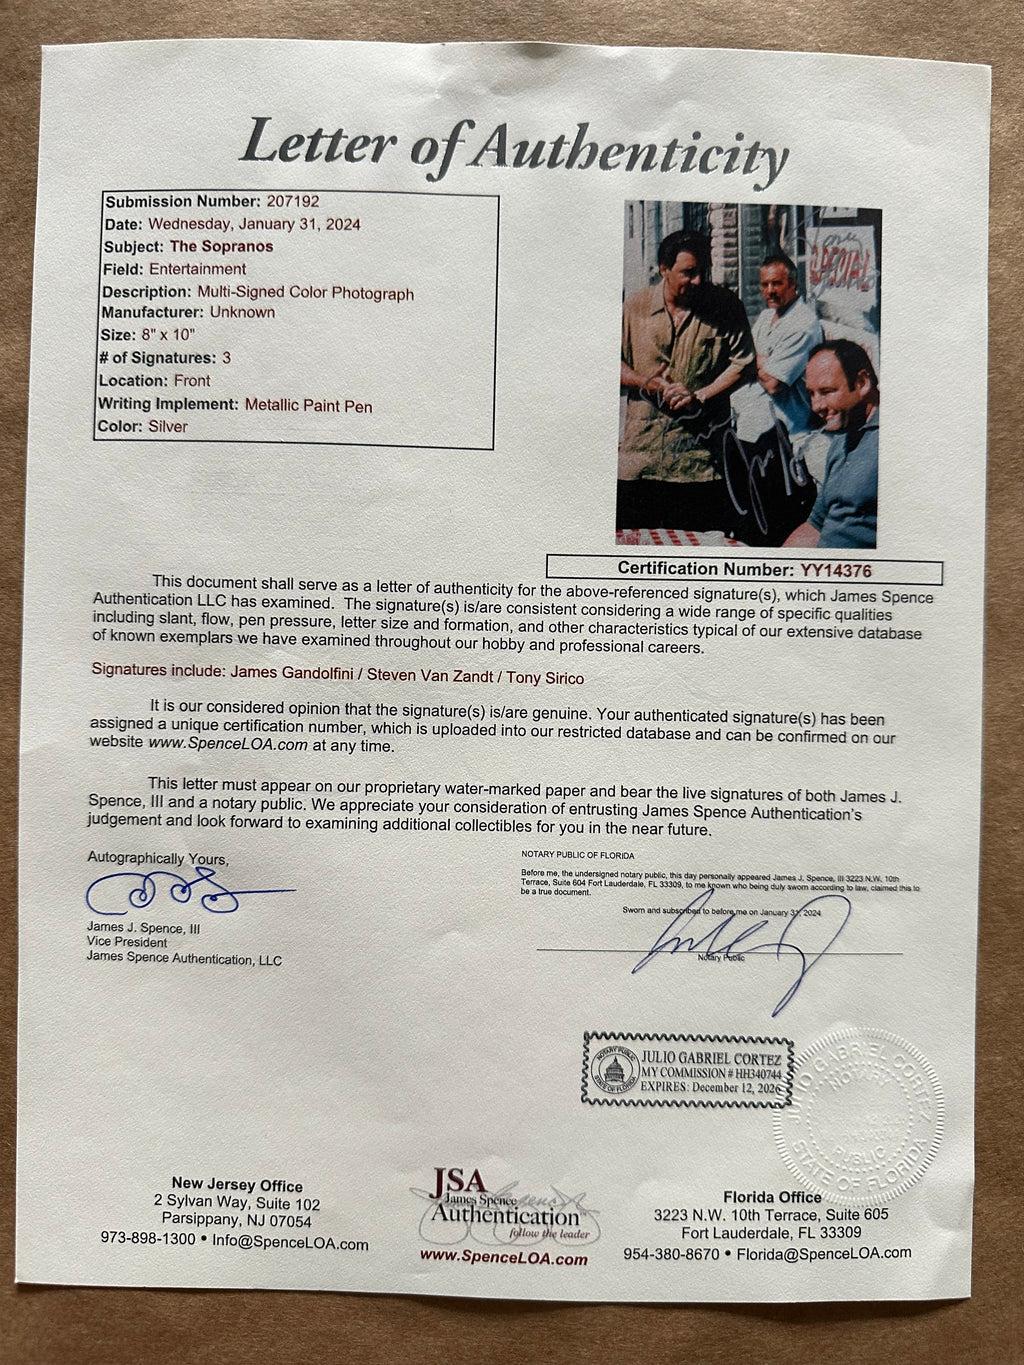 Letter of Authenticity
Submission Number: 207192
Date: Wednesday, January 31, 2024
Subject: The Sopranos
Field: Entertainment
Description: Multi-Signed Color Photograph
Manufacturer: Unknown
Size: 8" x 10"
# of Signatures: 3
Location: Front
Writing Implement: Metallic Paint Pen
Color: Silver
SPECIAL
Certification Number: YY14376
This document shall serve as a letter of authenticity for the above-referenced signature(s), which James Spence
Authentication LLC has examined. The signature(s) is/are consistent considering a wide range of specific qualities
including slant, flow, pen pressure, letter size and formation, and other characteristics typical of our extensive database
of known exemplars we have examined throughout our hobby and professional careers.
Signatures include: James Gandolfini / Steven Van Zandt / Tony Sirico
It is our considered opinion that the signature(s) is/are genuine. Your authenticated signature(s) has been
assigned a unique certification number, which is uploaded into our restricted database and can be confirmed on our
website www.SpenceLOA.com at any time.
This letter must appear on our proprietary water-marked paper and bear the live signatures of both James J.
Spence, III and a notary public. We appreciate your consideration of entrusting James Spence Authentication's
judgement and look forward to examining additional collectibles for you in the near future.
Autographically Yours,
James J. Spence, III
Vice President
James Spence Authentication, LLC
NOTARY PUBLIC OF FLORIDA
Before me, the undersigned notary public, this day personally appeared James J. Spence, III 3223 N.W. 10th
Terrace, Suite 604 Fort Lauderdale, FL 33309, to me known who being duly sworn according to law, claimed this to
be a true document.
Sworn and subscribed to before me on January 31, 2024
Notary Public
NOTARY PUBLIC
STATE OF FLORIDA
JULIO GABRIEL CORTEZ
MY COMMISSION # HH340744
EXPIRES: December 12, 2026
JULIO GABRIEL CORTEZ
NOTARY
PUBLIC
STATE OF FLORIDA
New Jersey Office
2 Sylvan Way, Suite 102
Parsippany, NJ 07054
973-898-1300 • Info@SpenceLOA.com
JSA
James Spence
Authentication
follow the leader
www.SpenceLOA.com
Florida Office
3223 N.W. 10th Terrace, Suite 605
Fort Lauderdale, FL 33309
954-380-8670 • Florida@SpenceLOA.com